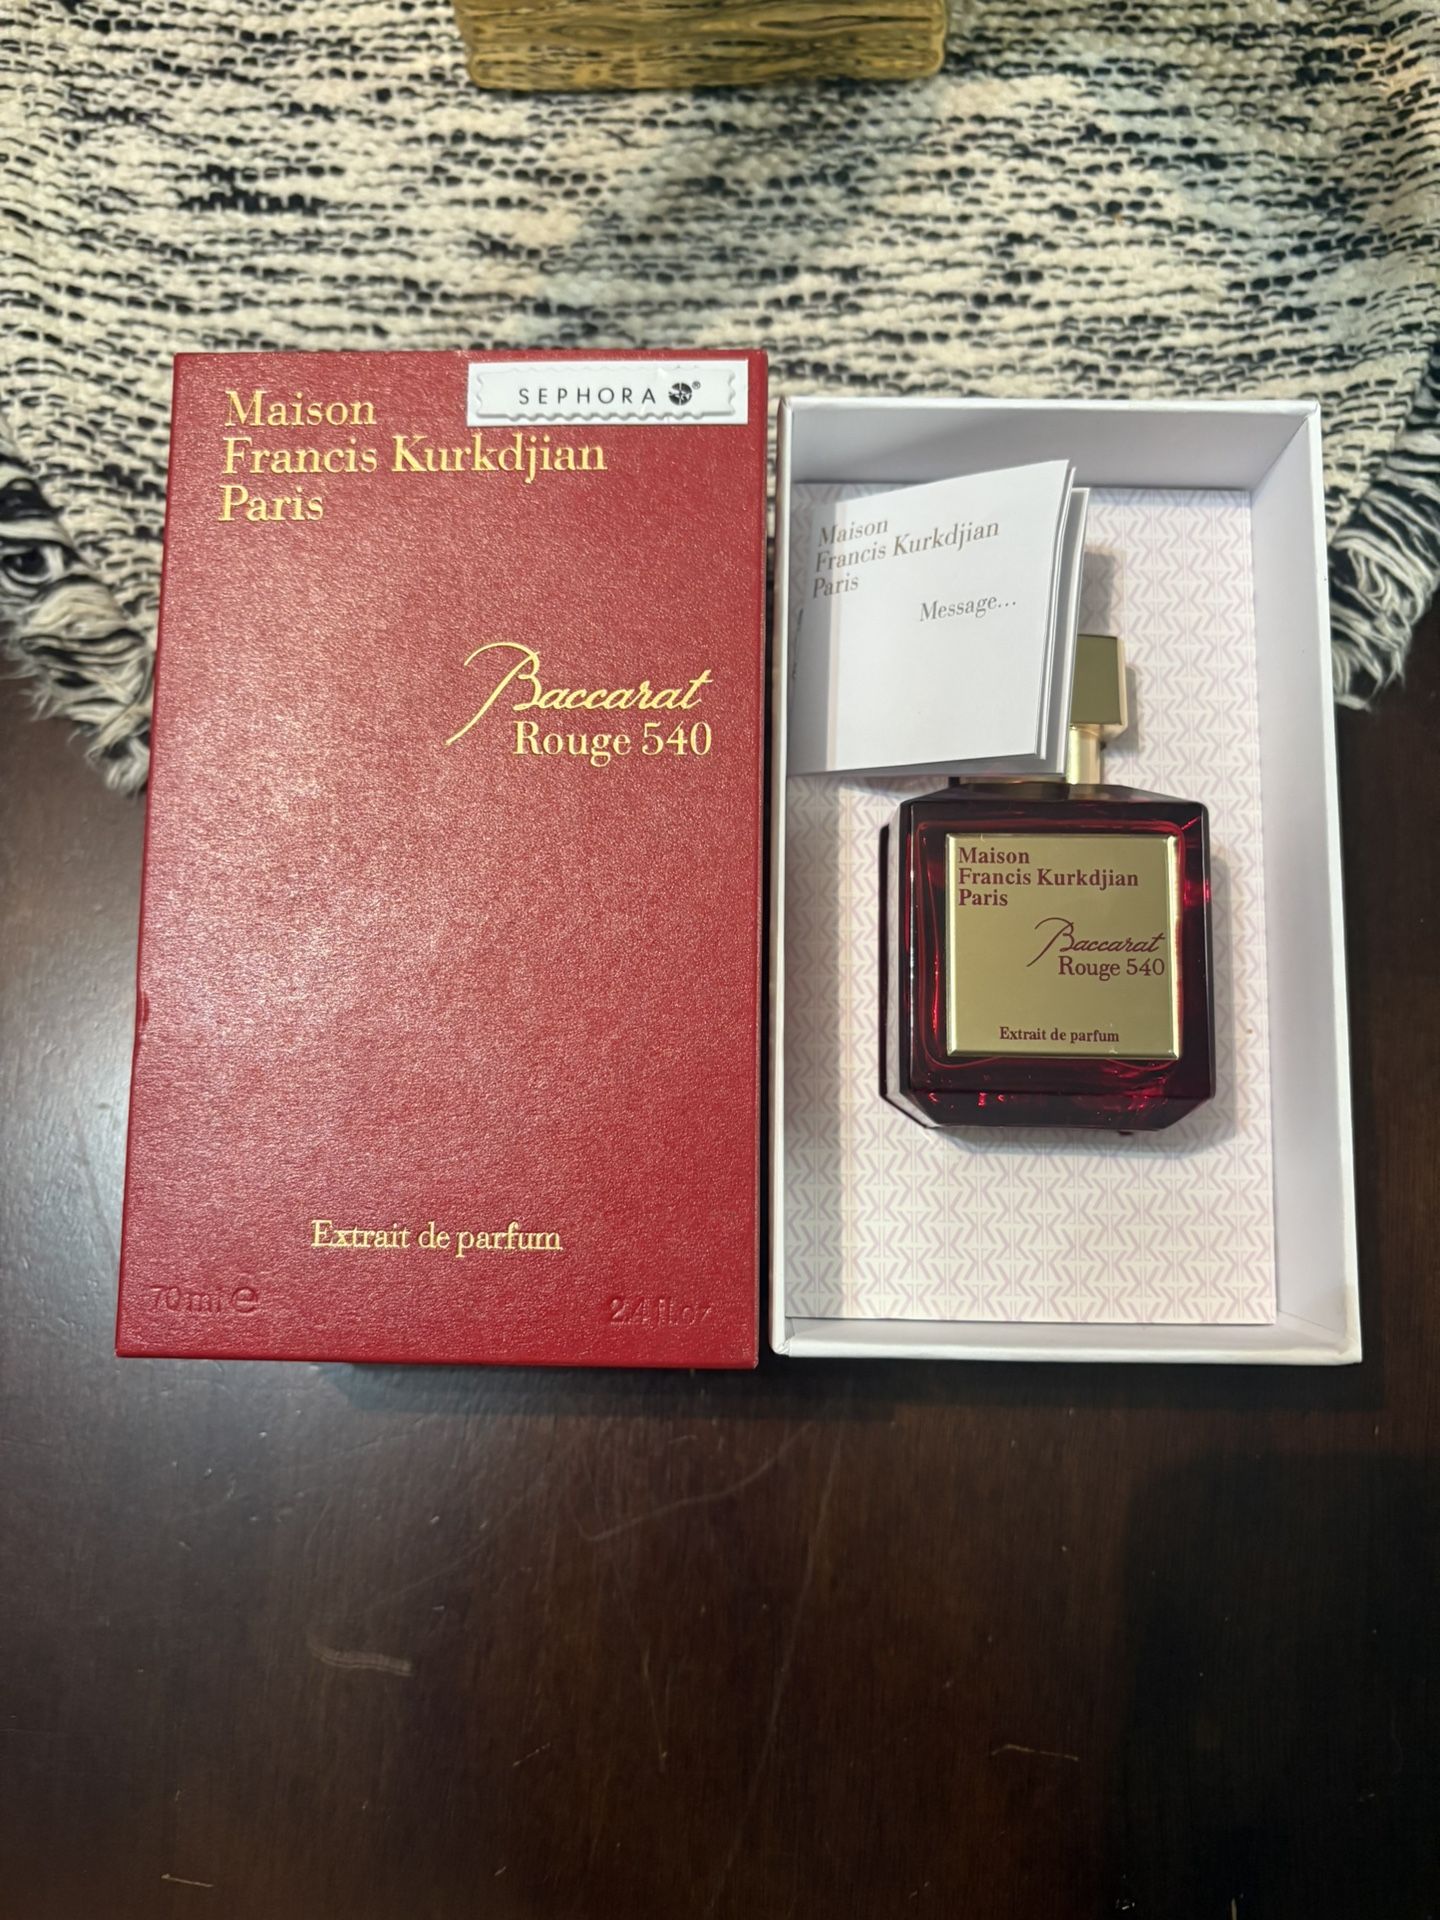 SEPHORA
Maison
Francis Kurkdjian
Paris
Baccarat
Rouge 540
Extrait de parfum
70 ml e
2.4 fl.oz
Maison
Francis Kurkdjian
Paris
Message...
Maison
Francis Kurkdjian
Paris
Baccarat
Rouge 540
Extrait de parfum